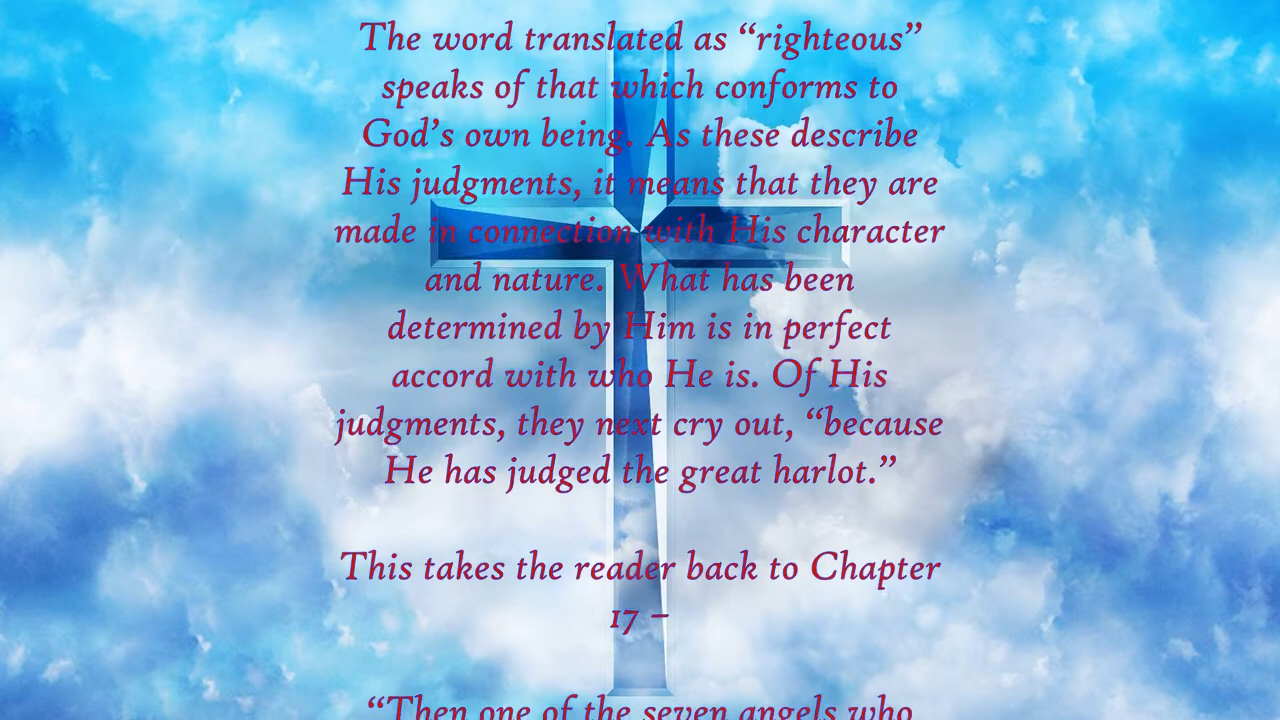 The word translated as “righteous”
speaks of that which conforms to
God’s own being. As these describe
His judgments, it means that they are
made in connection with His character
and nature. What has been
determined by Him is in perfect
accord with who He is. Of His
judgments, they next cry out, “because
He has judged the great harlot.”
This takes the reader back to Chapter
17 –
“Then one of the seven angels who